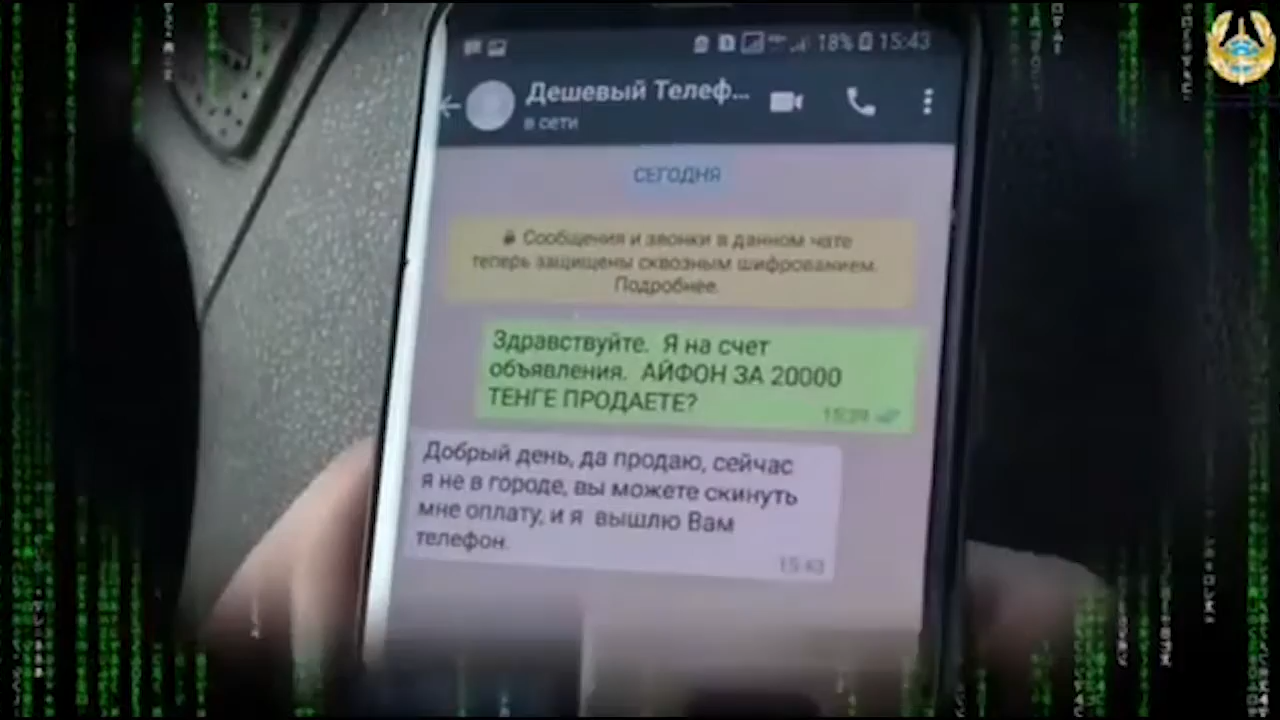 18% 15:43
Дешевый Телеф...
в сети
СЕГОДНЯ
Сообщения и звонки в данном чате
теперь защищены сквозным шифрованием.
Подробнее.
Здравствуйте. Я на счет
объявления. АЙФОН ЗА 20000
ТЕНГЕ ПРОДАЕТЕ?
15:39
Добрый день, да продаю, сейчас
я не в городе, вы можете скинуть
мне оплату, и я вышлю Вам
телефон.
15:43